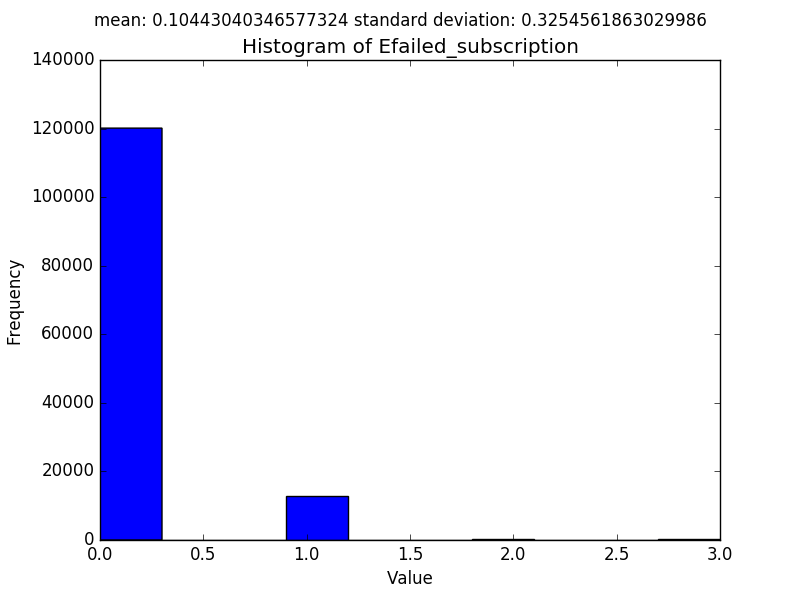 mean: 0.10443040346577324 standard deviation: 0.3254561863029986
Histogram of Efailed_subscription
140000
120000
100000
80000
60000
40000
20000
0
Frequency
0.0 0.5 1.0 1.5 2.0 2.5 3.0
Value